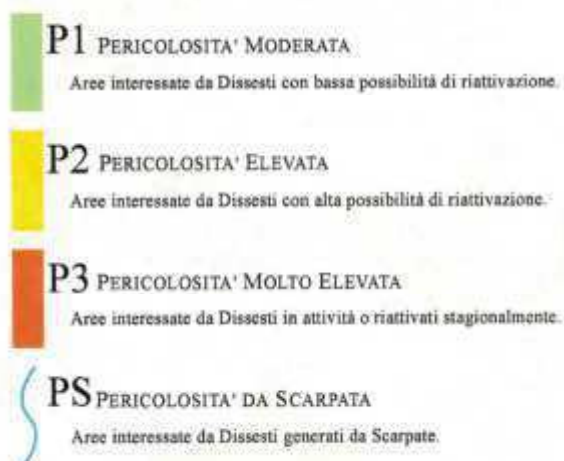 P1 PERICOLOSITA' MODERATA
Aree interessate da Dissesti con bassa possibilità di riattivazione.
P2 PERICOLOSITA' ELEVATA
Aree interessate da Dissesti con alta possibilità di riattivazione.
P3 PERICOLOSITA' MOLTO ELEVATA
Aree interessate da Dissesti in attività o riattivati stagionalmente.
PS PERICOLOSITA' DA SCARPATA
Aree interessate da Dissesti generati da Scarpate.